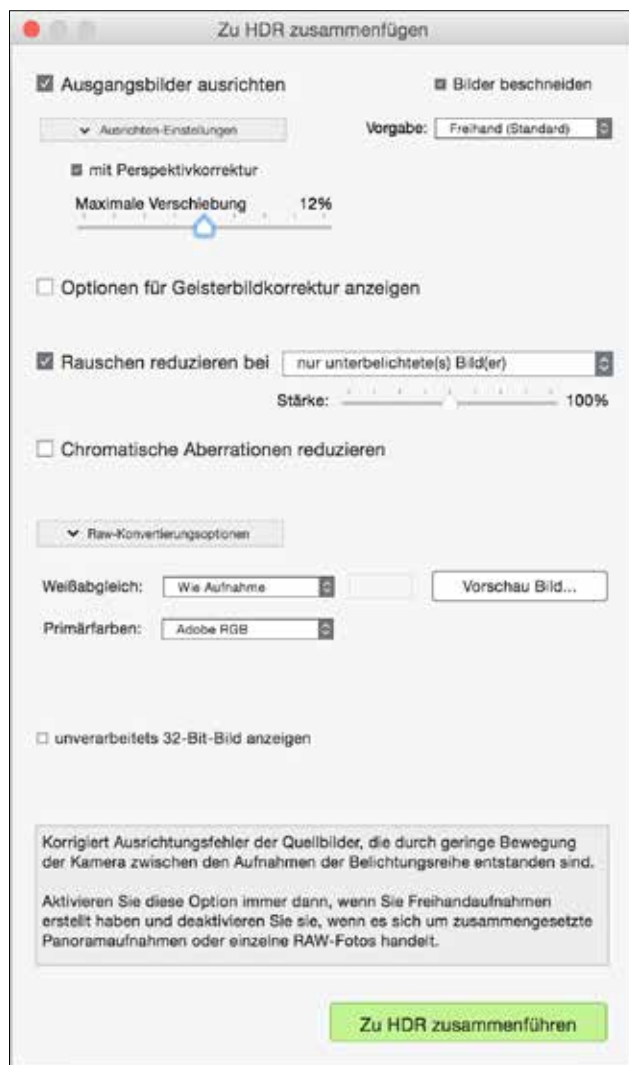 Zu HDR zusammenfügen
Ausgangsbilder ausrichten
Bilder beschneiden
Ausrichten-Einstellungen
Vorgabe: Freihand (Standard)
mit Perspektivkorrektur
Maximale Verschiebung 12%
Optionen für Geisterbildkorrektur anzeigen
Rauschen reduzieren bei nur unterbelichtete(s) Bild(er)
Stärke: 100%
Chromatische Aberrationen reduzieren
Raw-Konvertierungsoptionen
Weißabgleich: Wie Aufnahme Vorschau Bild...
Primärfarben: Adobe RGB
unverarbeitets 32-Bit-Bild anzeigen
Korrigiert Ausrichtungsfehler der Quellbilder, die durch geringe Bewegung
der Kamera zwischen den Aufnahmen der Belichtungsreihe entstanden sind.
Aktivieren Sie diese Option immer dann, wenn Sie Freihandaufnahmen
erstellt haben und deaktivieren Sie sie, wenn es sich um zusammengesetzte
Panoramaufnahmen oder einzelne RAW-Fotos handelt.
Zu HDR zusammenführen